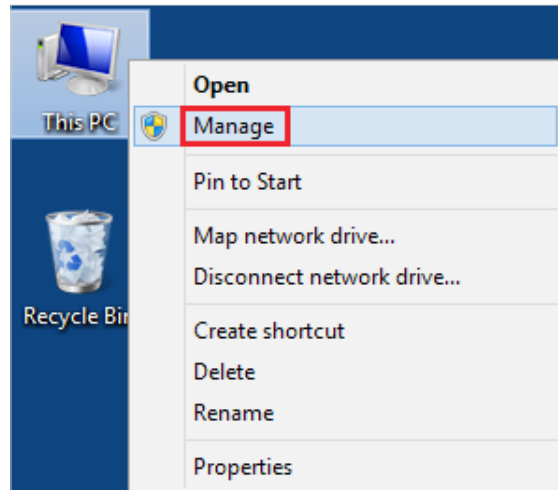 This PC
Open
Manage
Pin to Start
Map network drive...
Disconnect network drive...
Recycle Bin
Create shortcut
Delete
Rename
Properties